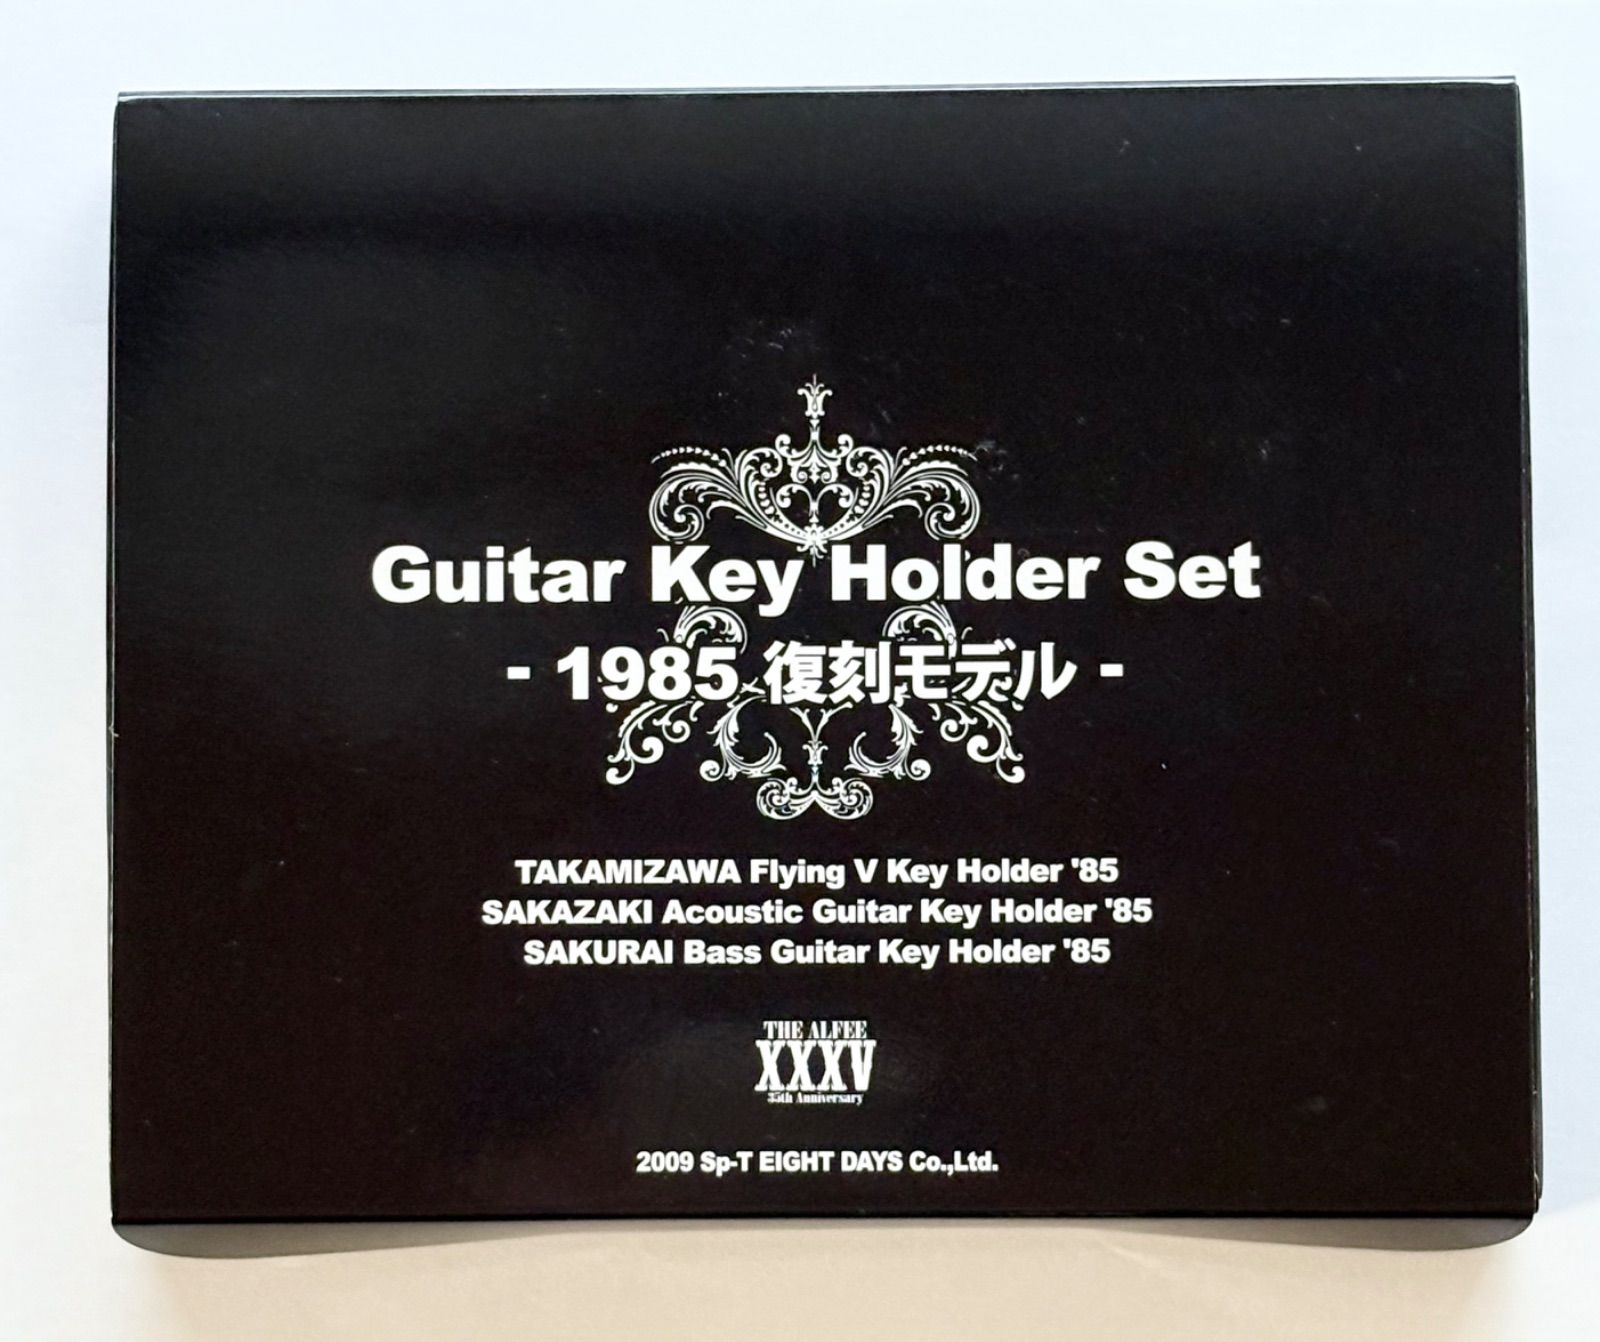 Guitar Key Holder Set
- 1985 復刻モデル -
TAKAMIZAWA Flying V Key Holder '85
SAKAZAKI Acoustic Guitar Key Holder '85
SAKURAI Bass Guitar Key Holder '85
THE ALFEE
XXXV
35th Anniversary
2009 Sp-T EIGHT DAYS Co.,Ltd.